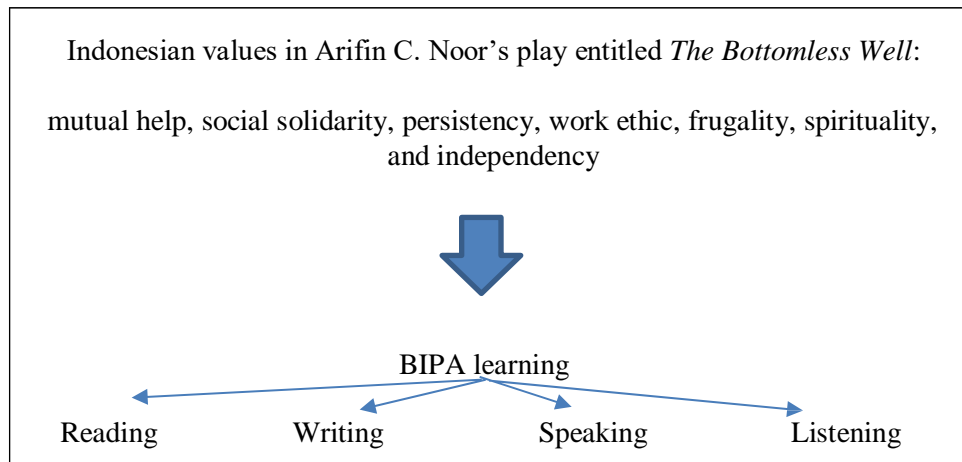 Indonesian values in Arifin C. Noor’s play entitled The Bottomless Well:
mutual help, social solidarity, persistency, work ethic, frugality, spirituality,
and independency
BIPA learning
Reading Writing Speaking Listening